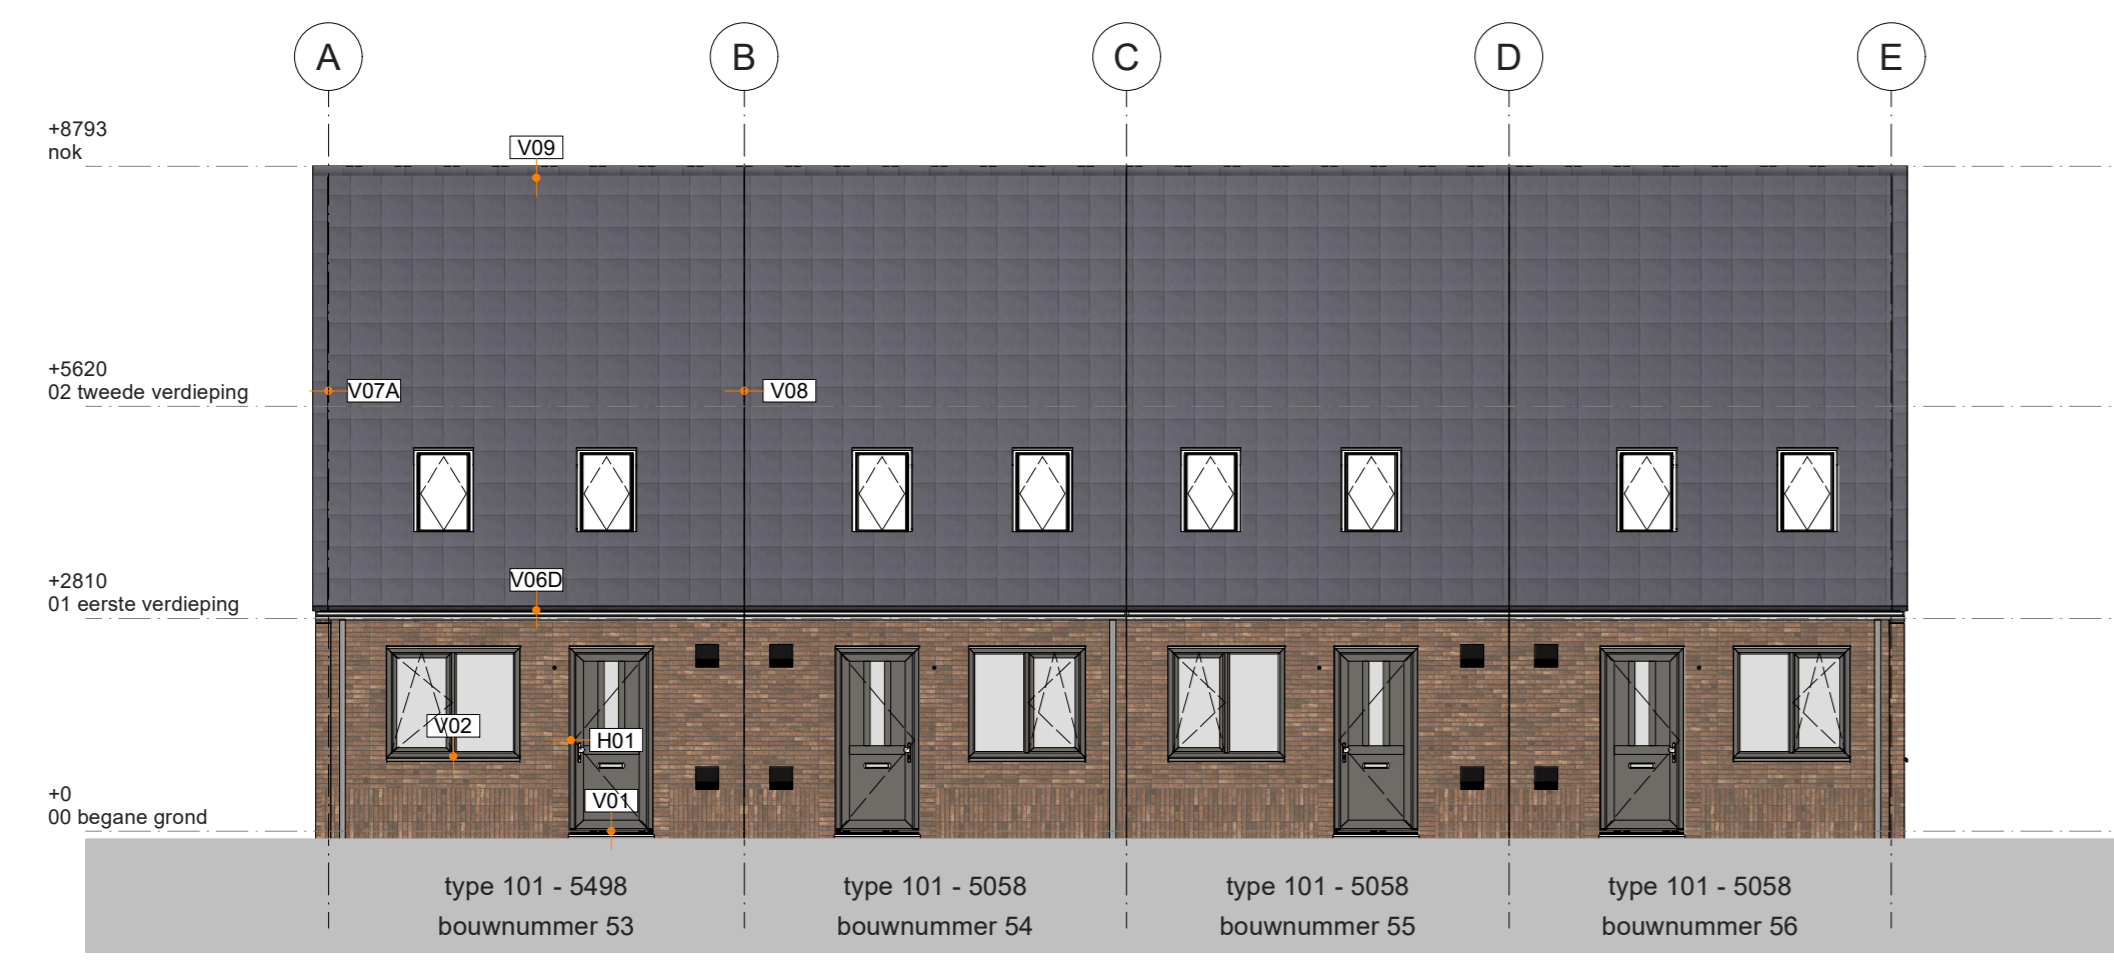 A B C D E
+8793
nok
V09
+5620
02 tweede verdieping
V07A
V08
+2810
01 eerste verdieping
V06D
V02
H01
V01
+0
00 begane grond
type 101 - 5498
bouwnummer 53
type 101 - 5058
bouwnummer 54
type 101 - 5058
bouwnummer 55
type 101 - 5058
bouwnummer 56